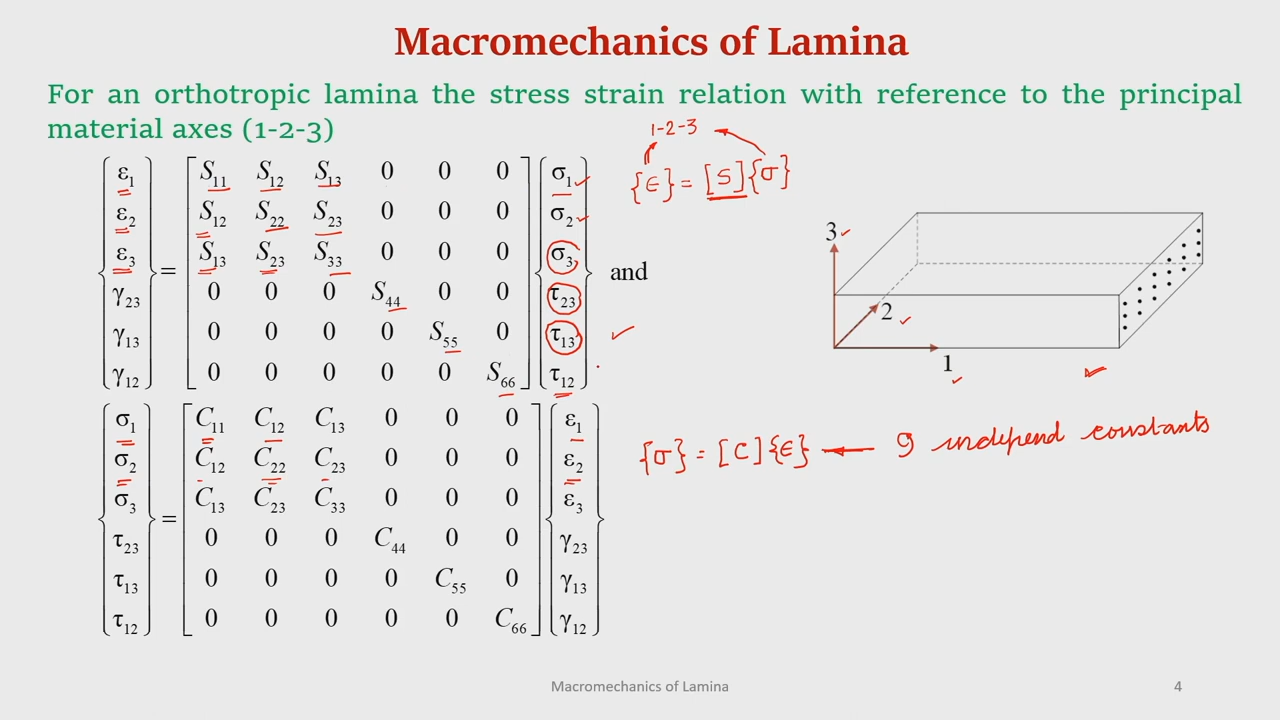 Macromechanics of Lamina
For an orthotropic lamina the stress strain relation with reference to the principal
material axes (1-2-3)
1-2-3
{ϵ} = [S]{σ}
ε₁ S₁₁ S₁₂ S₁₃ 0 0 0 σ₁
ε₂ S₁₂ S₂₂ S₂₃ 0 0 0 σ₂
ε₃ S₁₃ S₂₃ S₃₃ 0 0 0 σ₃
= and
γ₂₃ 0 0 0 S₄₄ 0 0 τ₂₃
γ₁₃ 0 0 0 0 S₅₅ 0 τ₁₃
γ₁₂ 0 0 0 0 0 S₆₆ τ₁₂
3
2
1
σ₁ C₁₁ C₁₂ C₁₃ 0 0 0 ε₁
σ₂ C₁₂ C₂₂ C₂₃ 0 0 0 ε₂
σ₃ C₁₃ C₂₃ C₃₃ 0 0 0 ε₃
=
τ₂₃ 0 0 0 C₄₄ 0 0 γ₂₃
τ₁₃ 0 0 0 0 C₅₅ 0 γ₁₃
τ₁₂ 0 0 0 0 0 C₆₆ γ₁₂
{σ} = [C]{ϵ} ← 9 independ constants
Macromechanics of Lamina
4